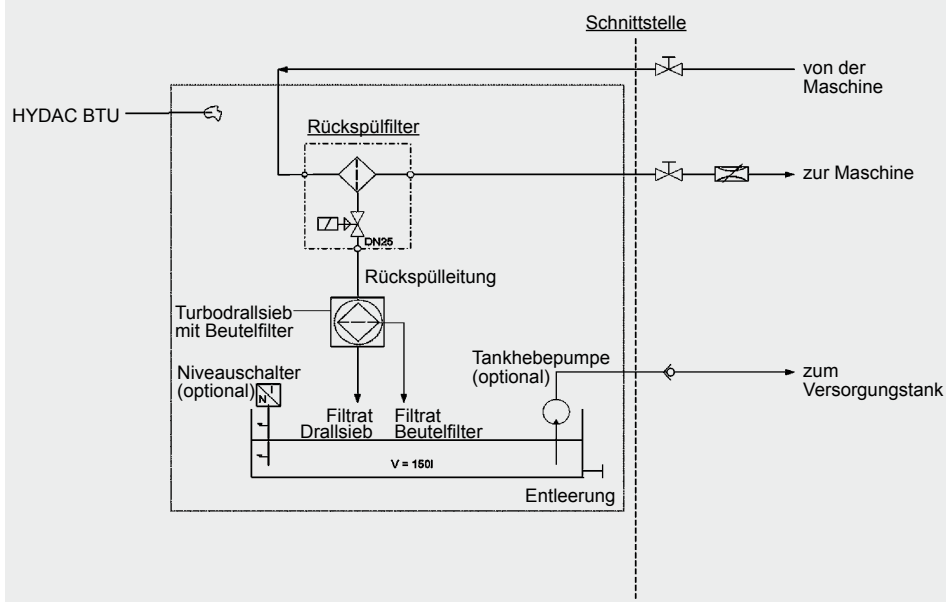 Schnittstelle
von der
Maschine
HYDAC BTU
Rückspülfilter
zur Maschine
DN25
Rückspülleitung
Turbodrallsieb
mit Beutelfilter
Tankhebepumpe
(optional)
zum
Versorgungstank
Niveauschalter
(optional)
N
Filtrat
Drallsieb
Filtrat
Beutelfilter
V = 150l
Entleerung